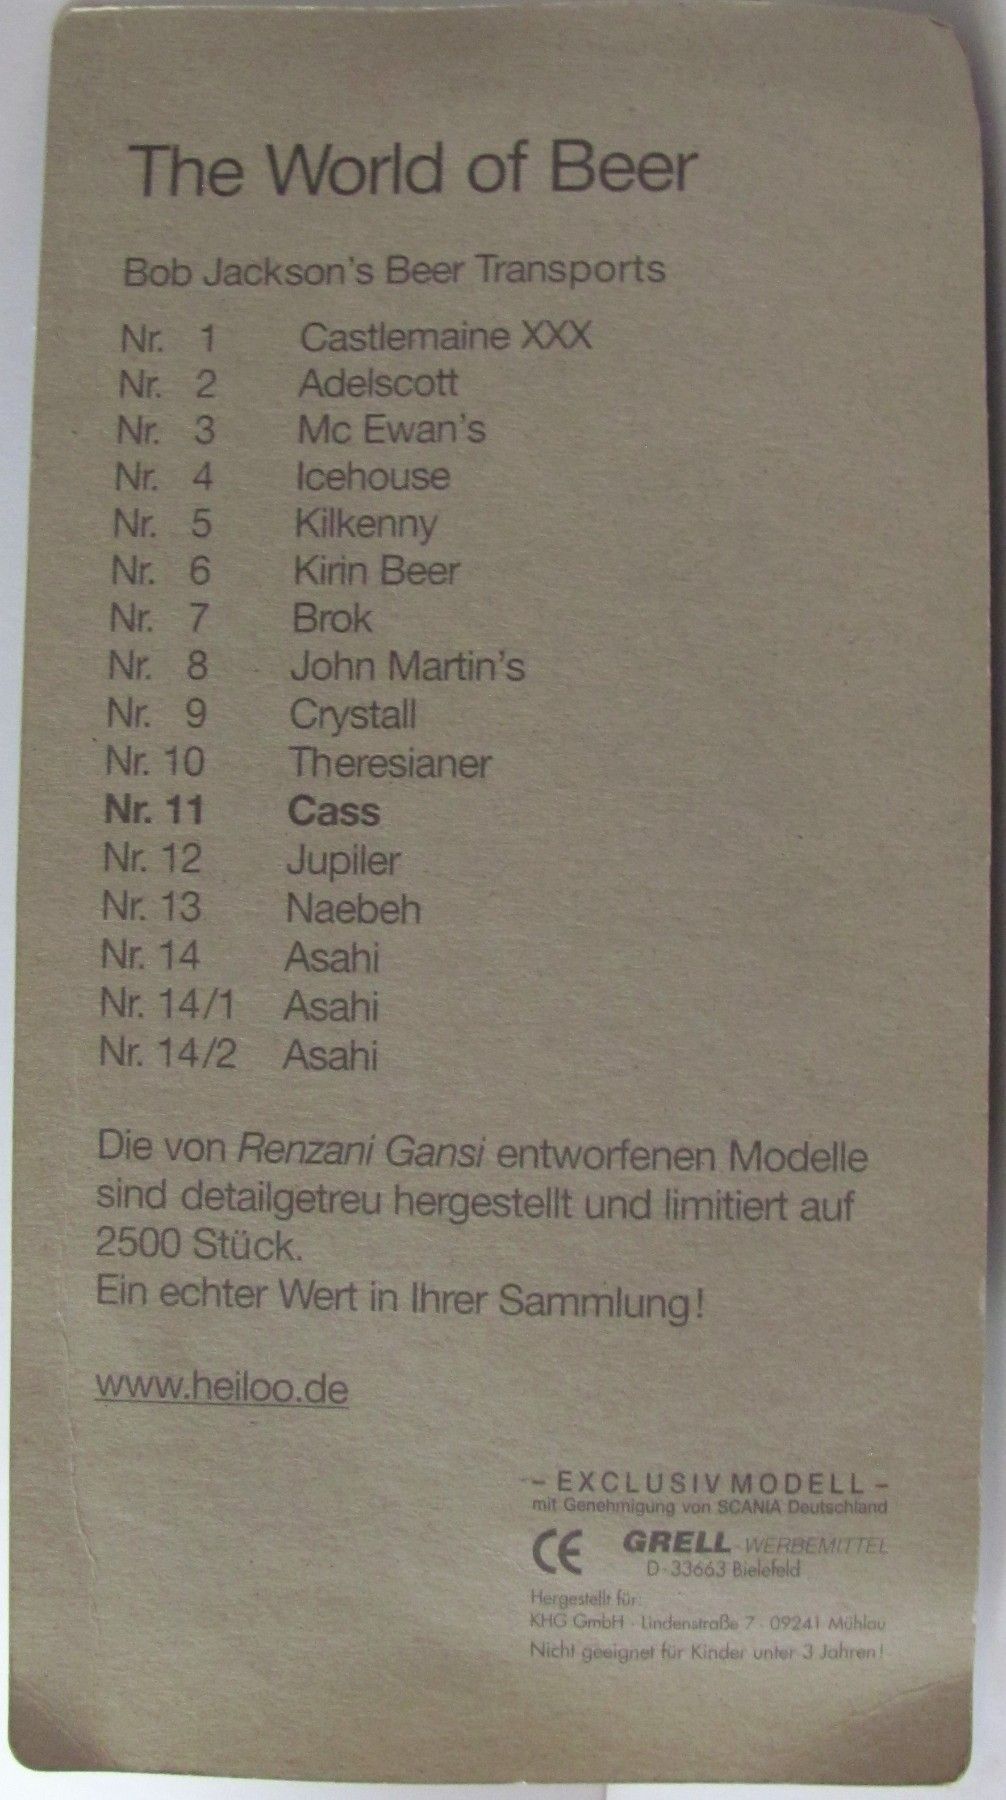 The World of Beer
Bob Jackson's Beer Transports
Nr. 1 Castlemaine XXX
Nr. 2 Adelscott
Nr. 3 Mc Ewan's
Nr. 4 Icehouse
Nr. 5 Kilkenny
Nr. 6 Kirin Beer
Nr. 7 Brok
Nr. 8 John Martin's
Nr. 9 Crystall
Nr. 10 Theresianer
Nr. 11 Cass
Nr. 12 Jupiler
Nr. 13 Naebeh
Nr. 14 Asahi
Nr. 14/1 Asahi
Nr. 14/2 Asahi
Die von Renzani Gansi entworfenen Modelle
sind detailgetreu hergestellt und limitiert auf
2500 Stück.
Ein echter Wert in Ihrer Sammlung!
www.heiloo.de
- EXCLUSIV MODELL -
mit Genehmigung von SCANIA Deutschland
CE GRELL WERBEMITTEL
D-33663 Bielefeld
Hergestellt für:
KHG GmbH · Lindenstraße 7 · 09241 Mühlau
Nicht geeignet für Kinder unter 3 Jahren!